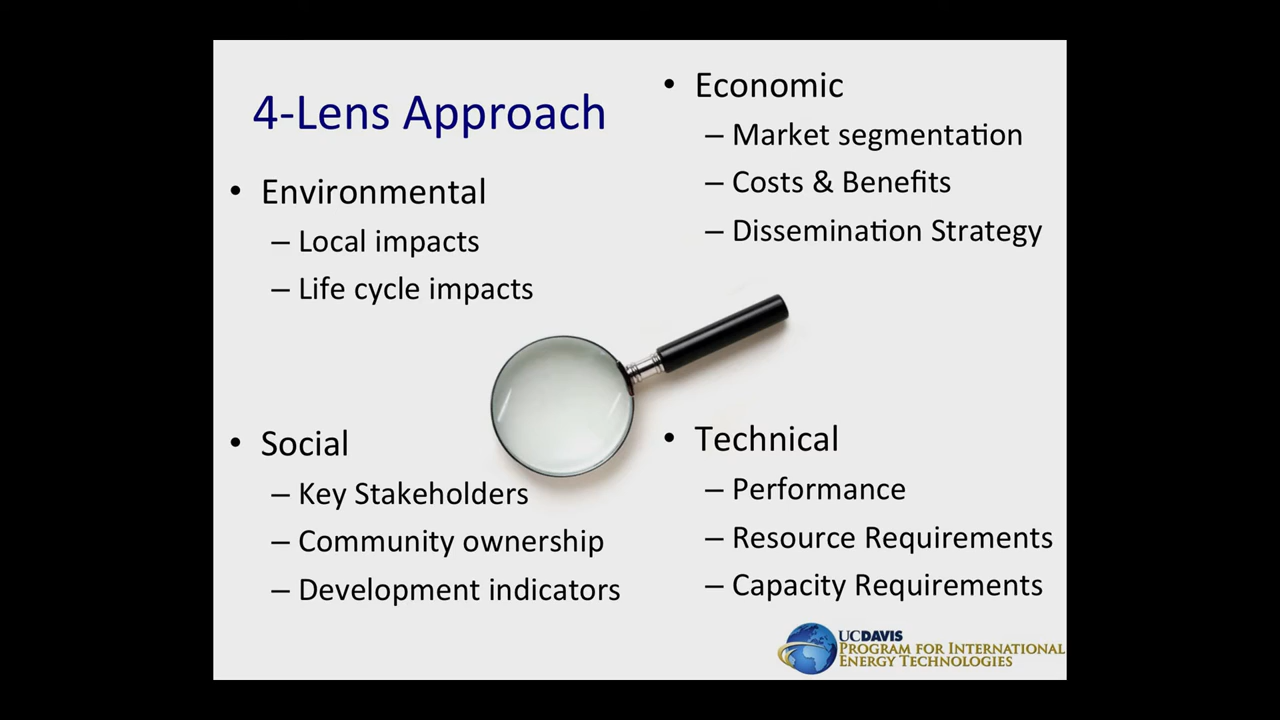 4-Lens Approach
• Environmental
– Local impacts
– Life cycle impacts
• Social
– Key Stakeholders
– Community ownership
– Development indicators
• Economic
– Market segmentation
– Costs & Benefits
– Dissemination Strategy
• Technical
– Performance
– Resource Requirements
– Capacity Requirements
UCDAVIS
PROGRAM FOR INTERNATIONAL
ENERGY TECHNOLOGIES